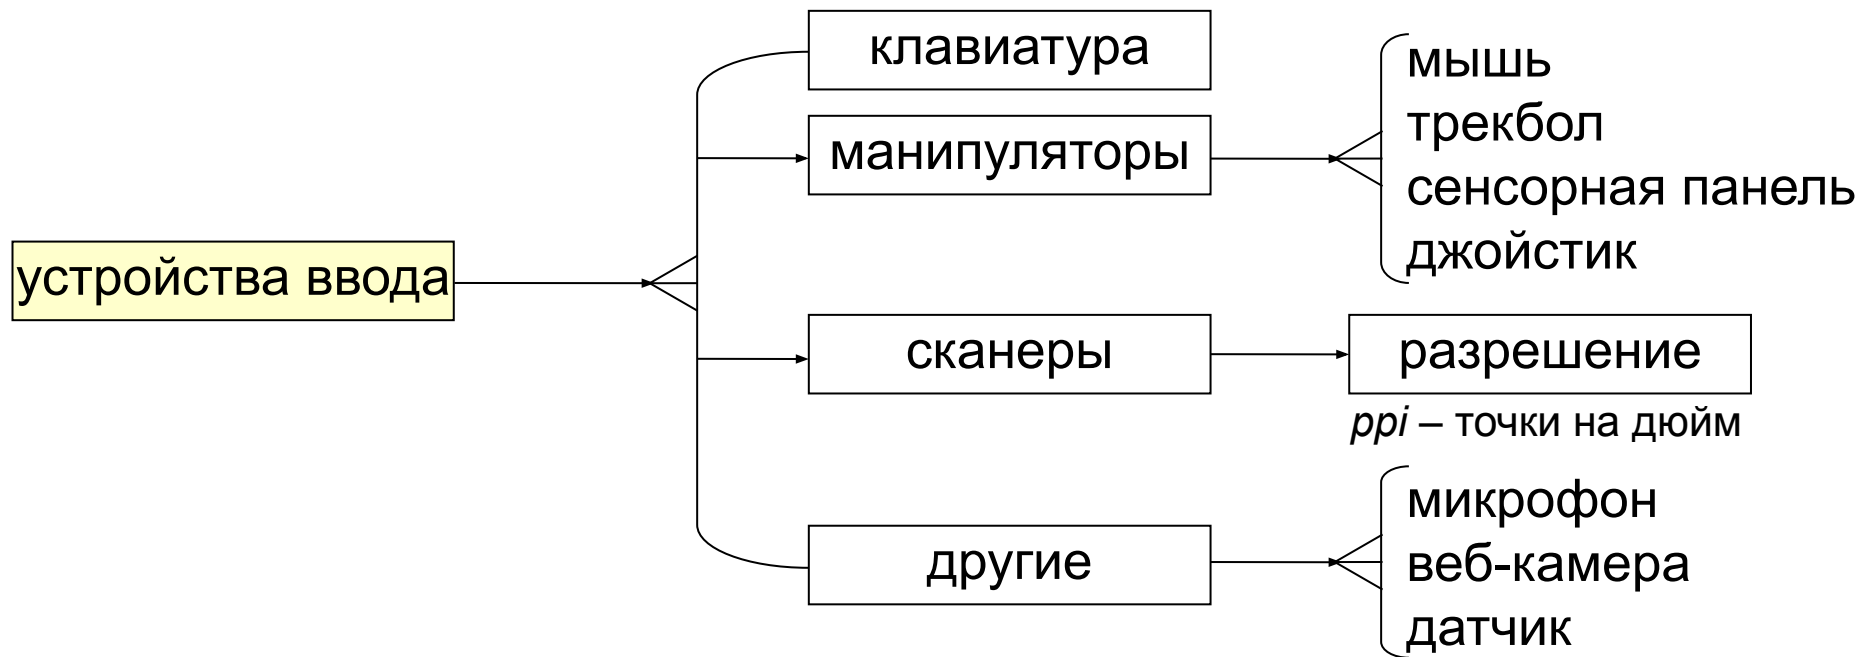 устройства ввода
клавиатура
манипуляторы
мышь
трекбол
сенсорная панель
джойстик
сканеры
разрешение
ppi – точки на дюйм
другие
микрофон
веб-камера
датчик